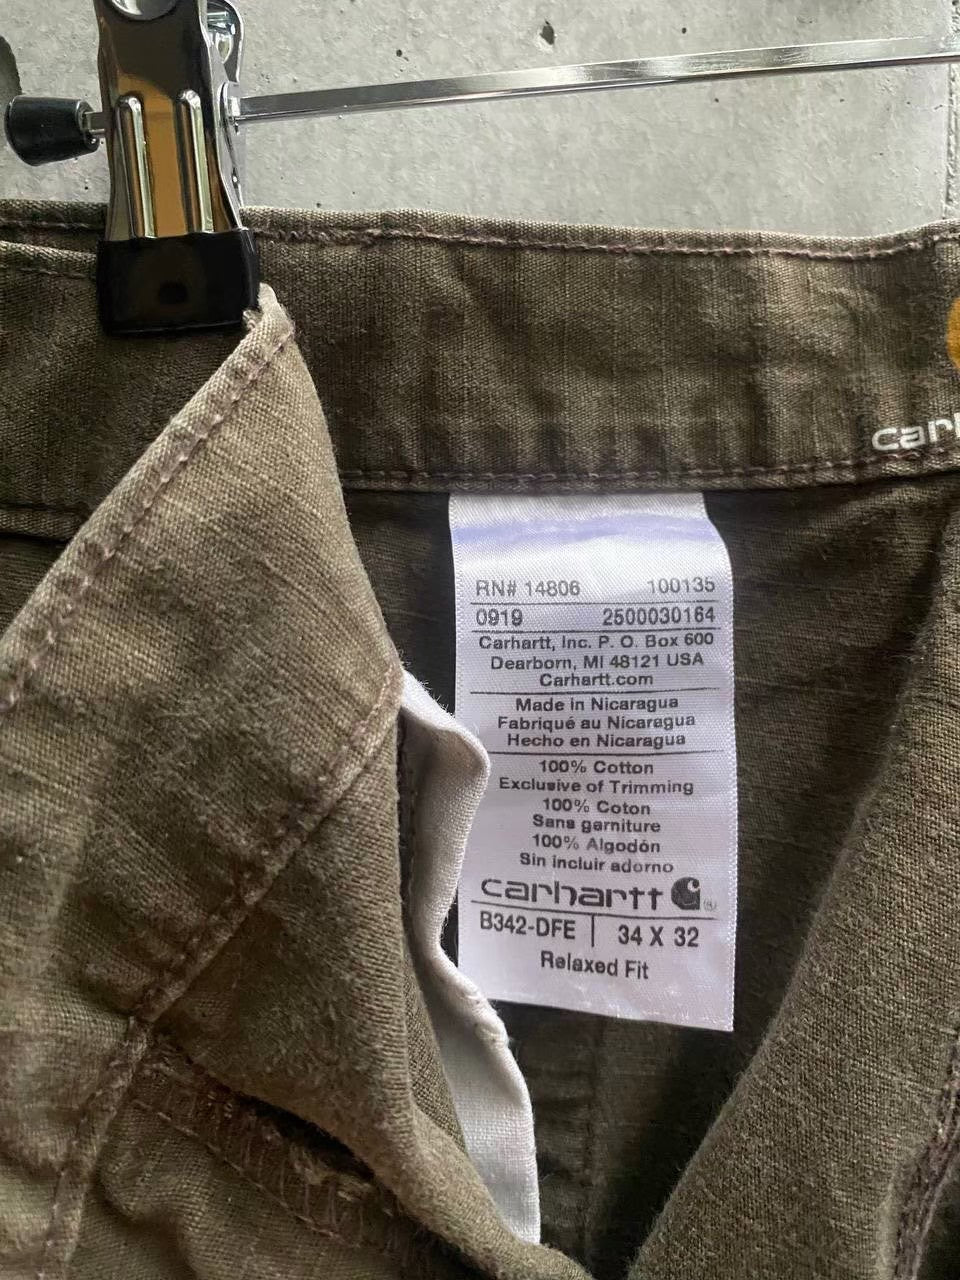 carh
RN# 14806 100135
0919 2500030164
Carhartt, Inc. P. O. Box 600
Dearborn, MI 48121 USA
Carhartt.com
Made in Nicaragua
Fabriqué au Nicaragua
Hecho en Nicaragua
100% Cotton
Exclusive of Trimming
100% Coton
Sans garniture
100% Algodón
Sin incluir adorno
carhartt ®
B342-DFE | 34 X 32
Relaxed Fit